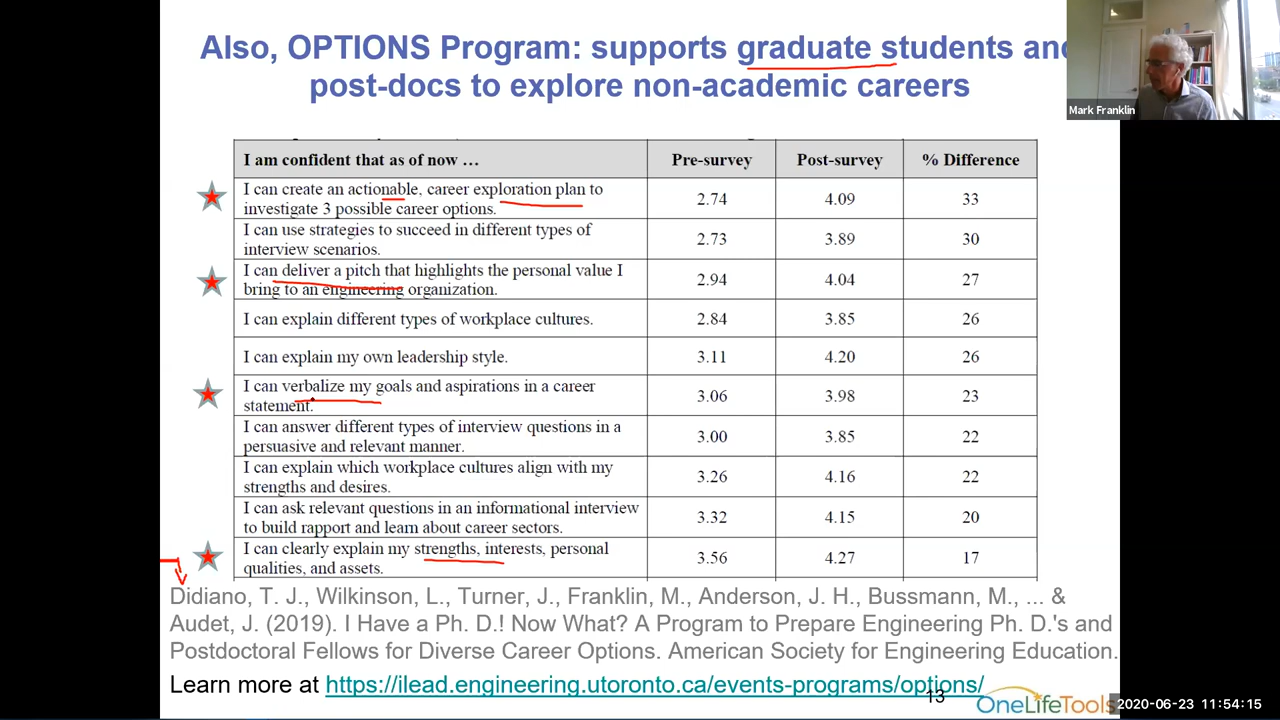 Also, OPTIONS Program: supports graduate students and
post-docs to explore non-academic careers
Mark Franklin
I am confident that as of now … Pre-survey Post-survey % Difference
I can create an actionable, career exploration plan to
investigate 3 possible career options. 2.74 4.09 33
I can use strategies to succeed in different types of
interview scenarios. 2.73 3.89 30
I can deliver a pitch that highlights the personal value I
bring to an engineering organization. 2.94 4.04 27
I can explain different types of workplace cultures. 2.84 3.85 26
I can explain my own leadership style. 3.11 4.20 26
I can verbalize my goals and aspirations in a career
statement. 3.06 3.98 23
I can answer different types of interview questions in a
persuasive and relevant manner. 3.00 3.85 22
I can explain which workplace cultures align with my
strengths and desires. 3.26 4.16 22
I can ask relevant questions in an informational interview
to build rapport and learn about career sectors. 3.32 4.15 20
I can clearly explain my strengths, interests, personal
qualities, and assets. 3.56 4.27 17
Didiano, T. J., Wilkinson, L., Turner, J., Franklin, M., Anderson, J. H., Bussmann, M., ... &
Audet, J. (2019). I Have a Ph. D.! Now What? A Program to Prepare Engineering Ph. D.'s and
Postdoctoral Fellows for Diverse Career Options. American Society for Engineering Education.
Learn more at https://ilead.engineering.utoronto.ca/events-programs/options/
13
OneLifeTools
2020-06-23 11:54:15